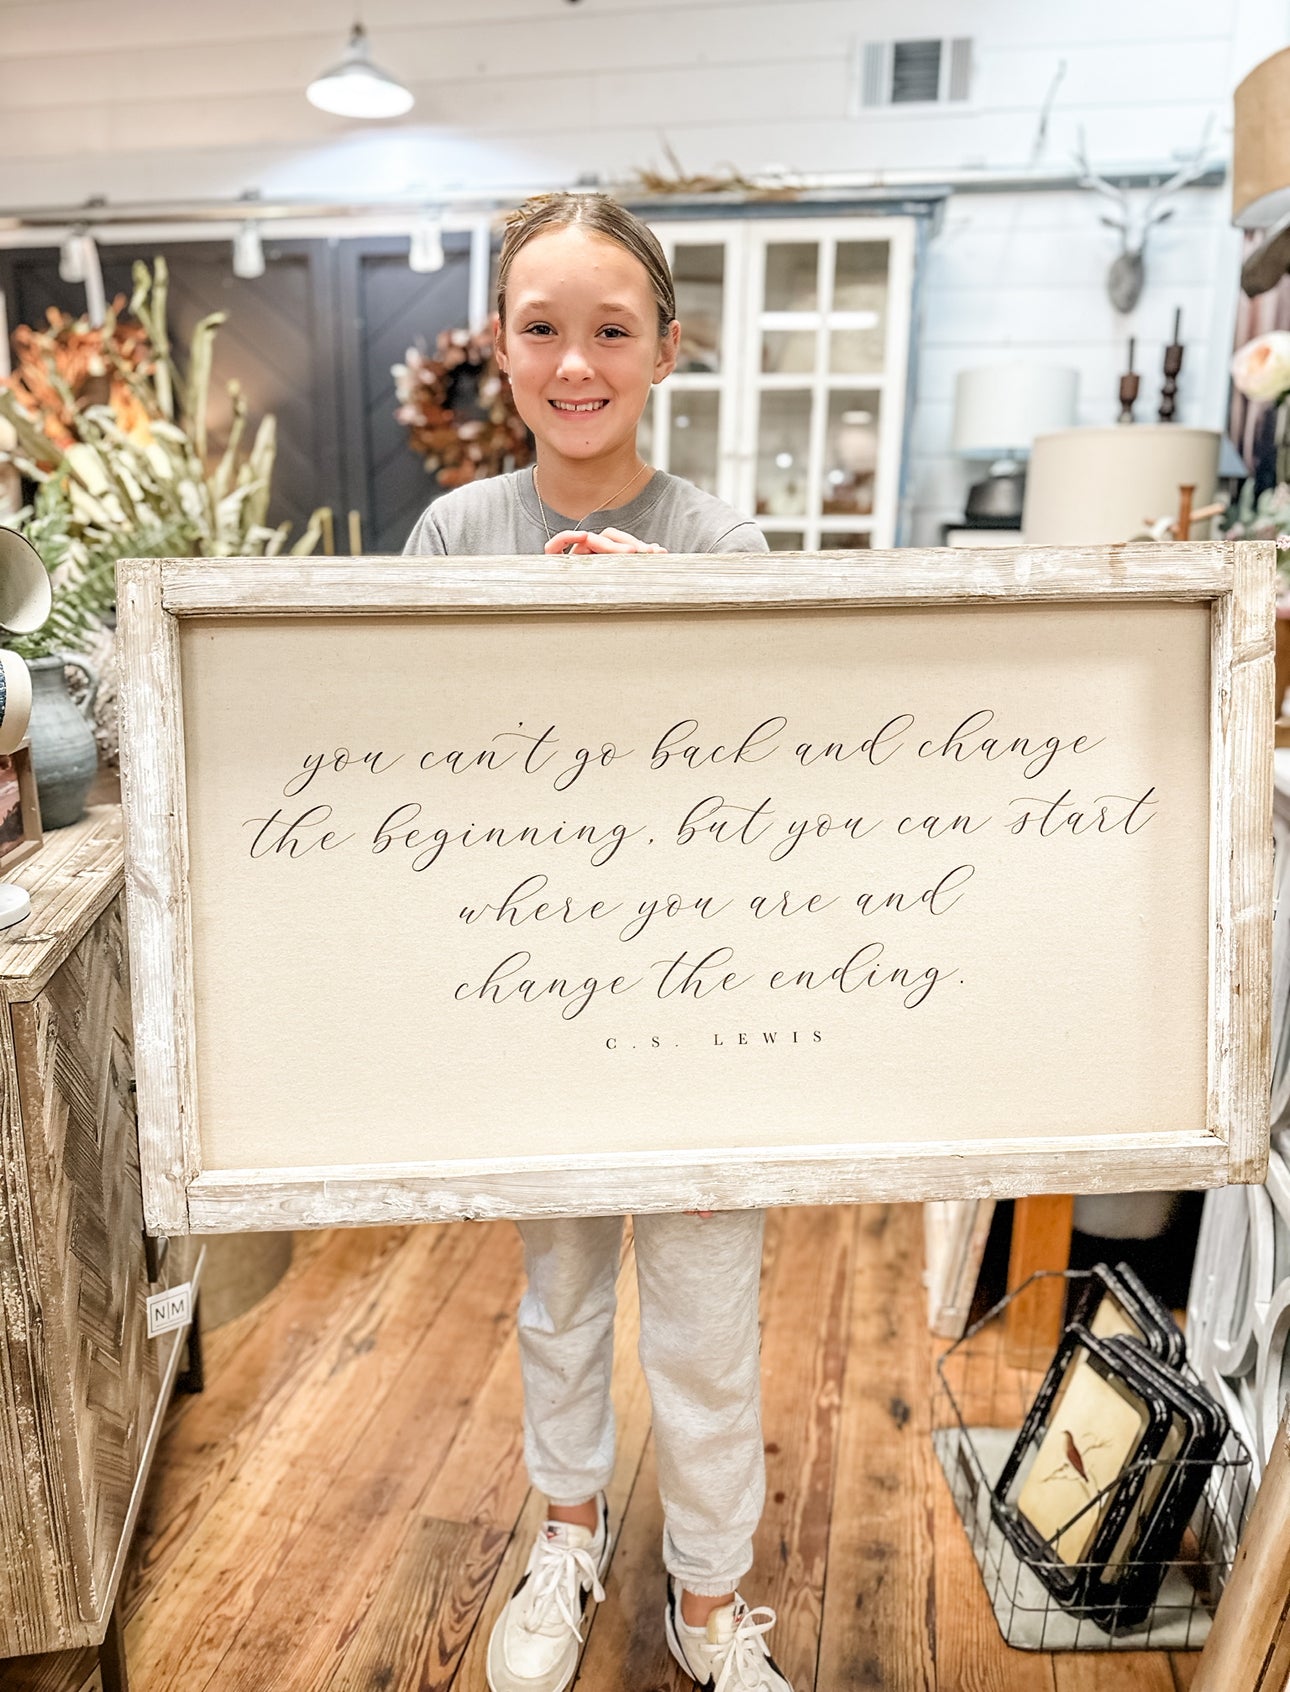 you can't go back and change
the beginning, but you can start
where you are and
change the ending.
C.S. LEWIS
N|M